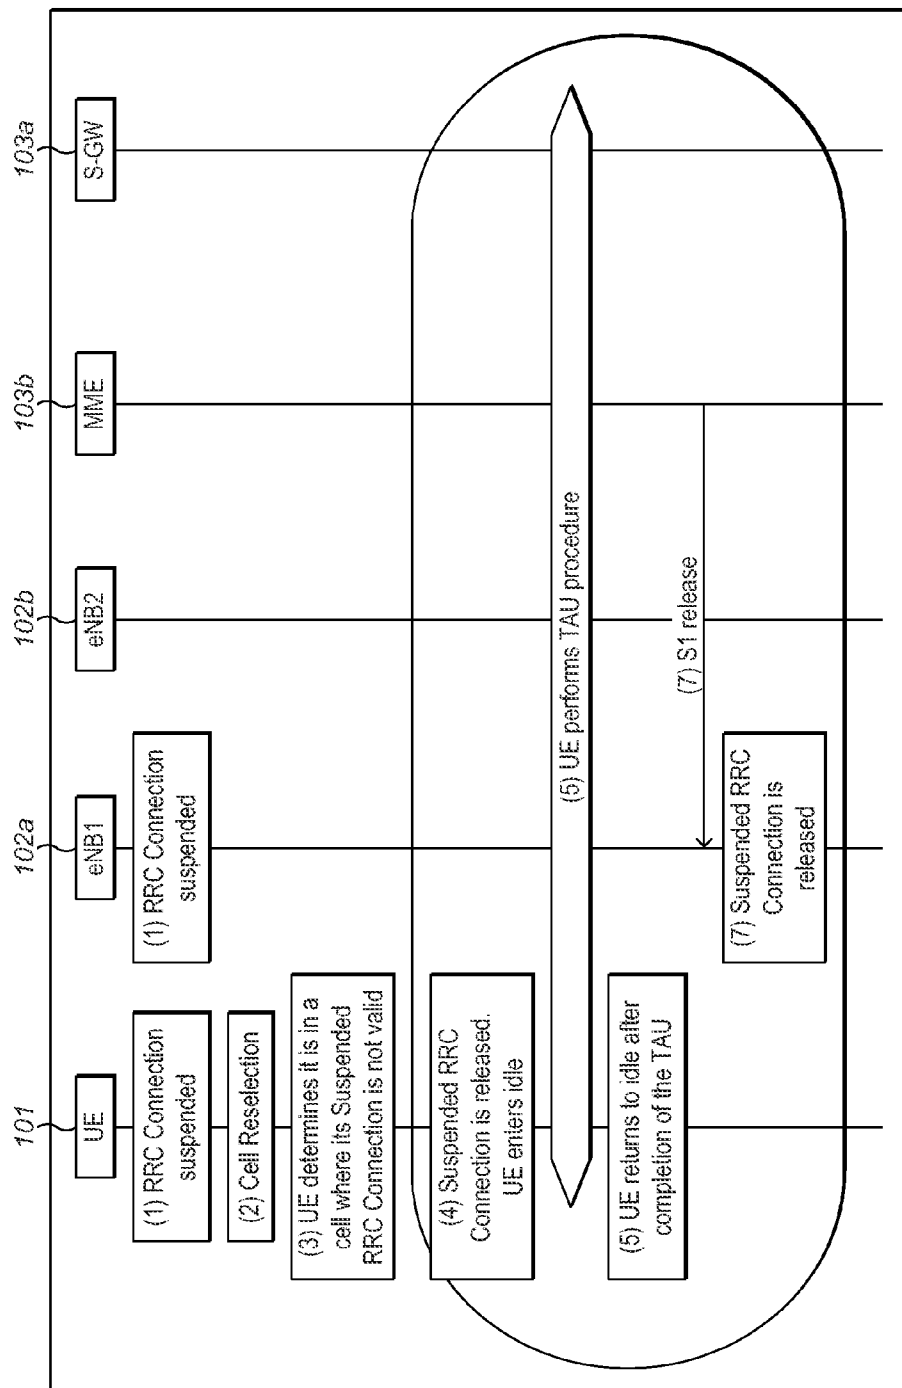 101
102a
102b
103b
103a
UE
eNB1
eNB2
MME
S-GW
(1) RRC Connection
suspended
(1) RRC Connection
suspended
(2) Cell Reselection
(3) UE determines it is in a
cell where its Suspended
RRC Connection is not valid
(4) Suspended RRC
Connection is released.
UE enters idle
(5) UE performs TAU procedure
(5) UE returns to idle after
completion of the TAU
(7) S1 release
(7) Suspended RRC
Connection is
released